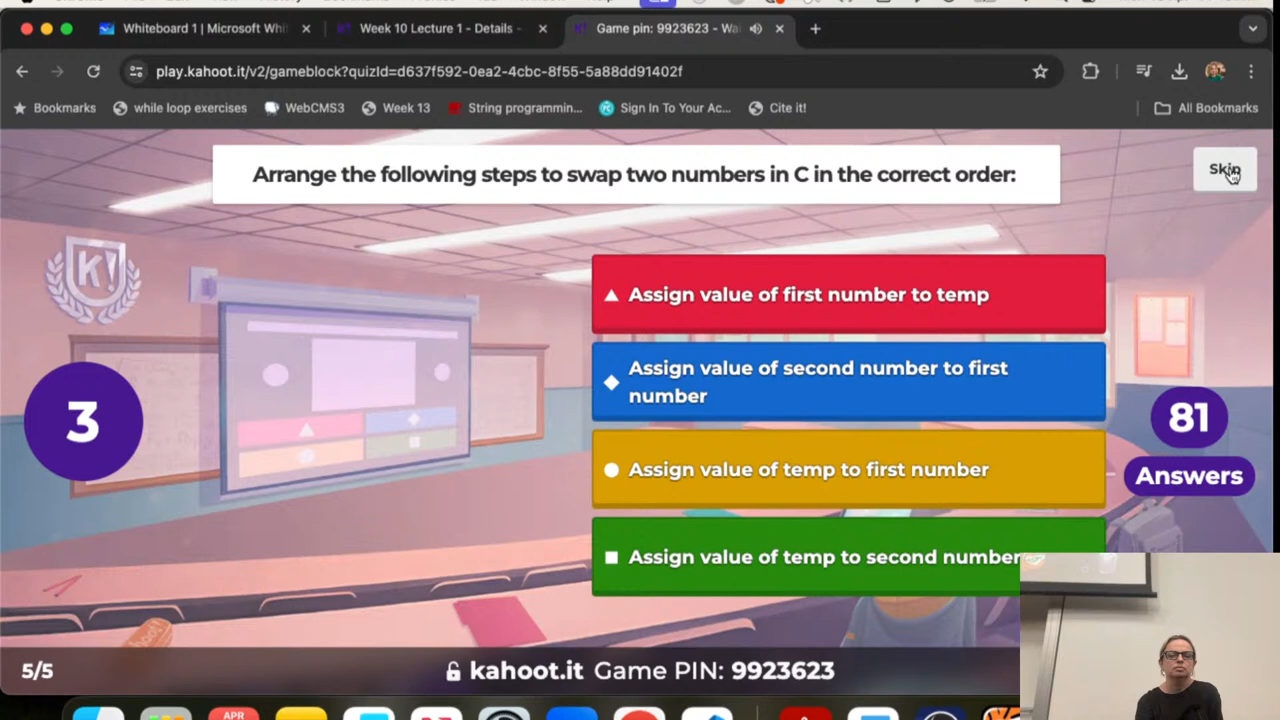 Whiteboard 1 | Microsoft Whi
Week 10 Lecture 1 - Details -
Game pin: 9923623 - Wai
play.kahoot.it/v2/gameblock?quizId=d637f592-0ea2-4cbc-8f55-5a88dd91402f
Bookmarks
while loop exercises
WebCMS3
Week 13
String programmin...
Sign In To Your Ac...
Cite it!
All Bookmarks
Arrange the following steps to swap two numbers in C in the correct order:
Skip
K!
Assign value of first number to temp
Assign value of second number to first
number
3
81
Answers
Assign value of temp to first number
Assign value of temp to second number
5/5
kahoot.it Game PIN: 9923623
APR